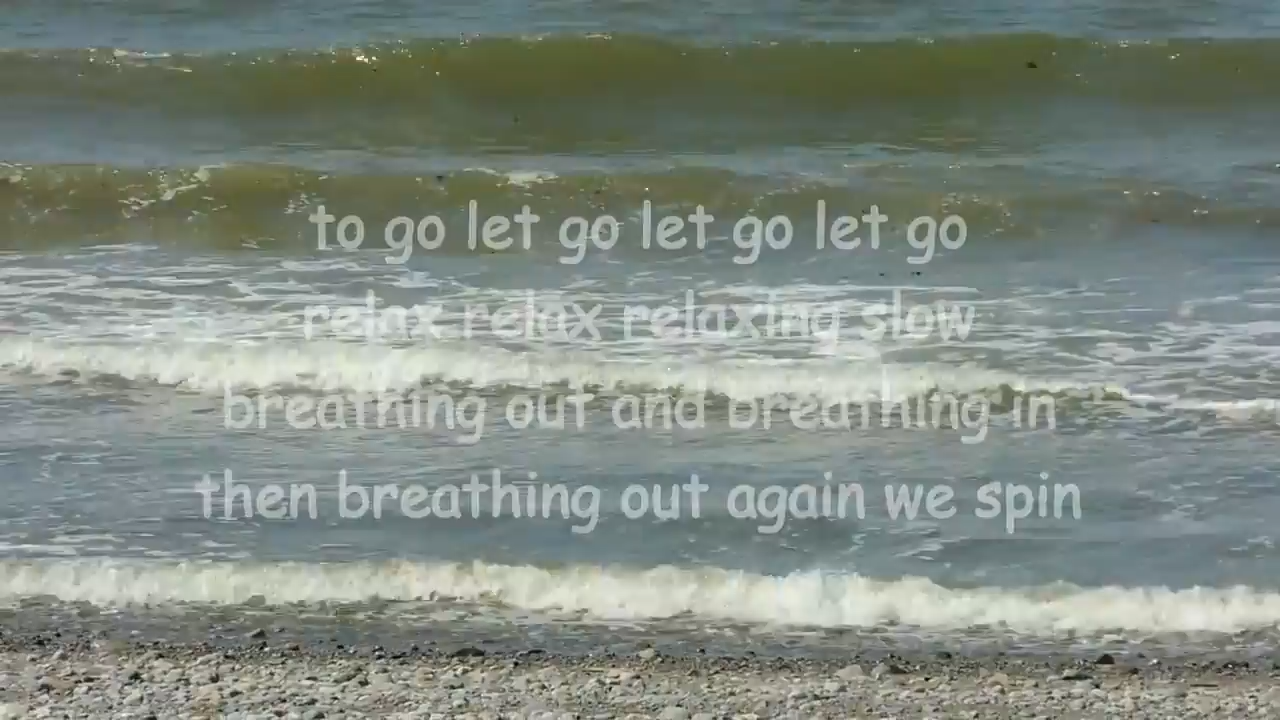 to go let go let go let go
relax relax relaxing slow
breathing out and breathing in
then breathing out again we spin